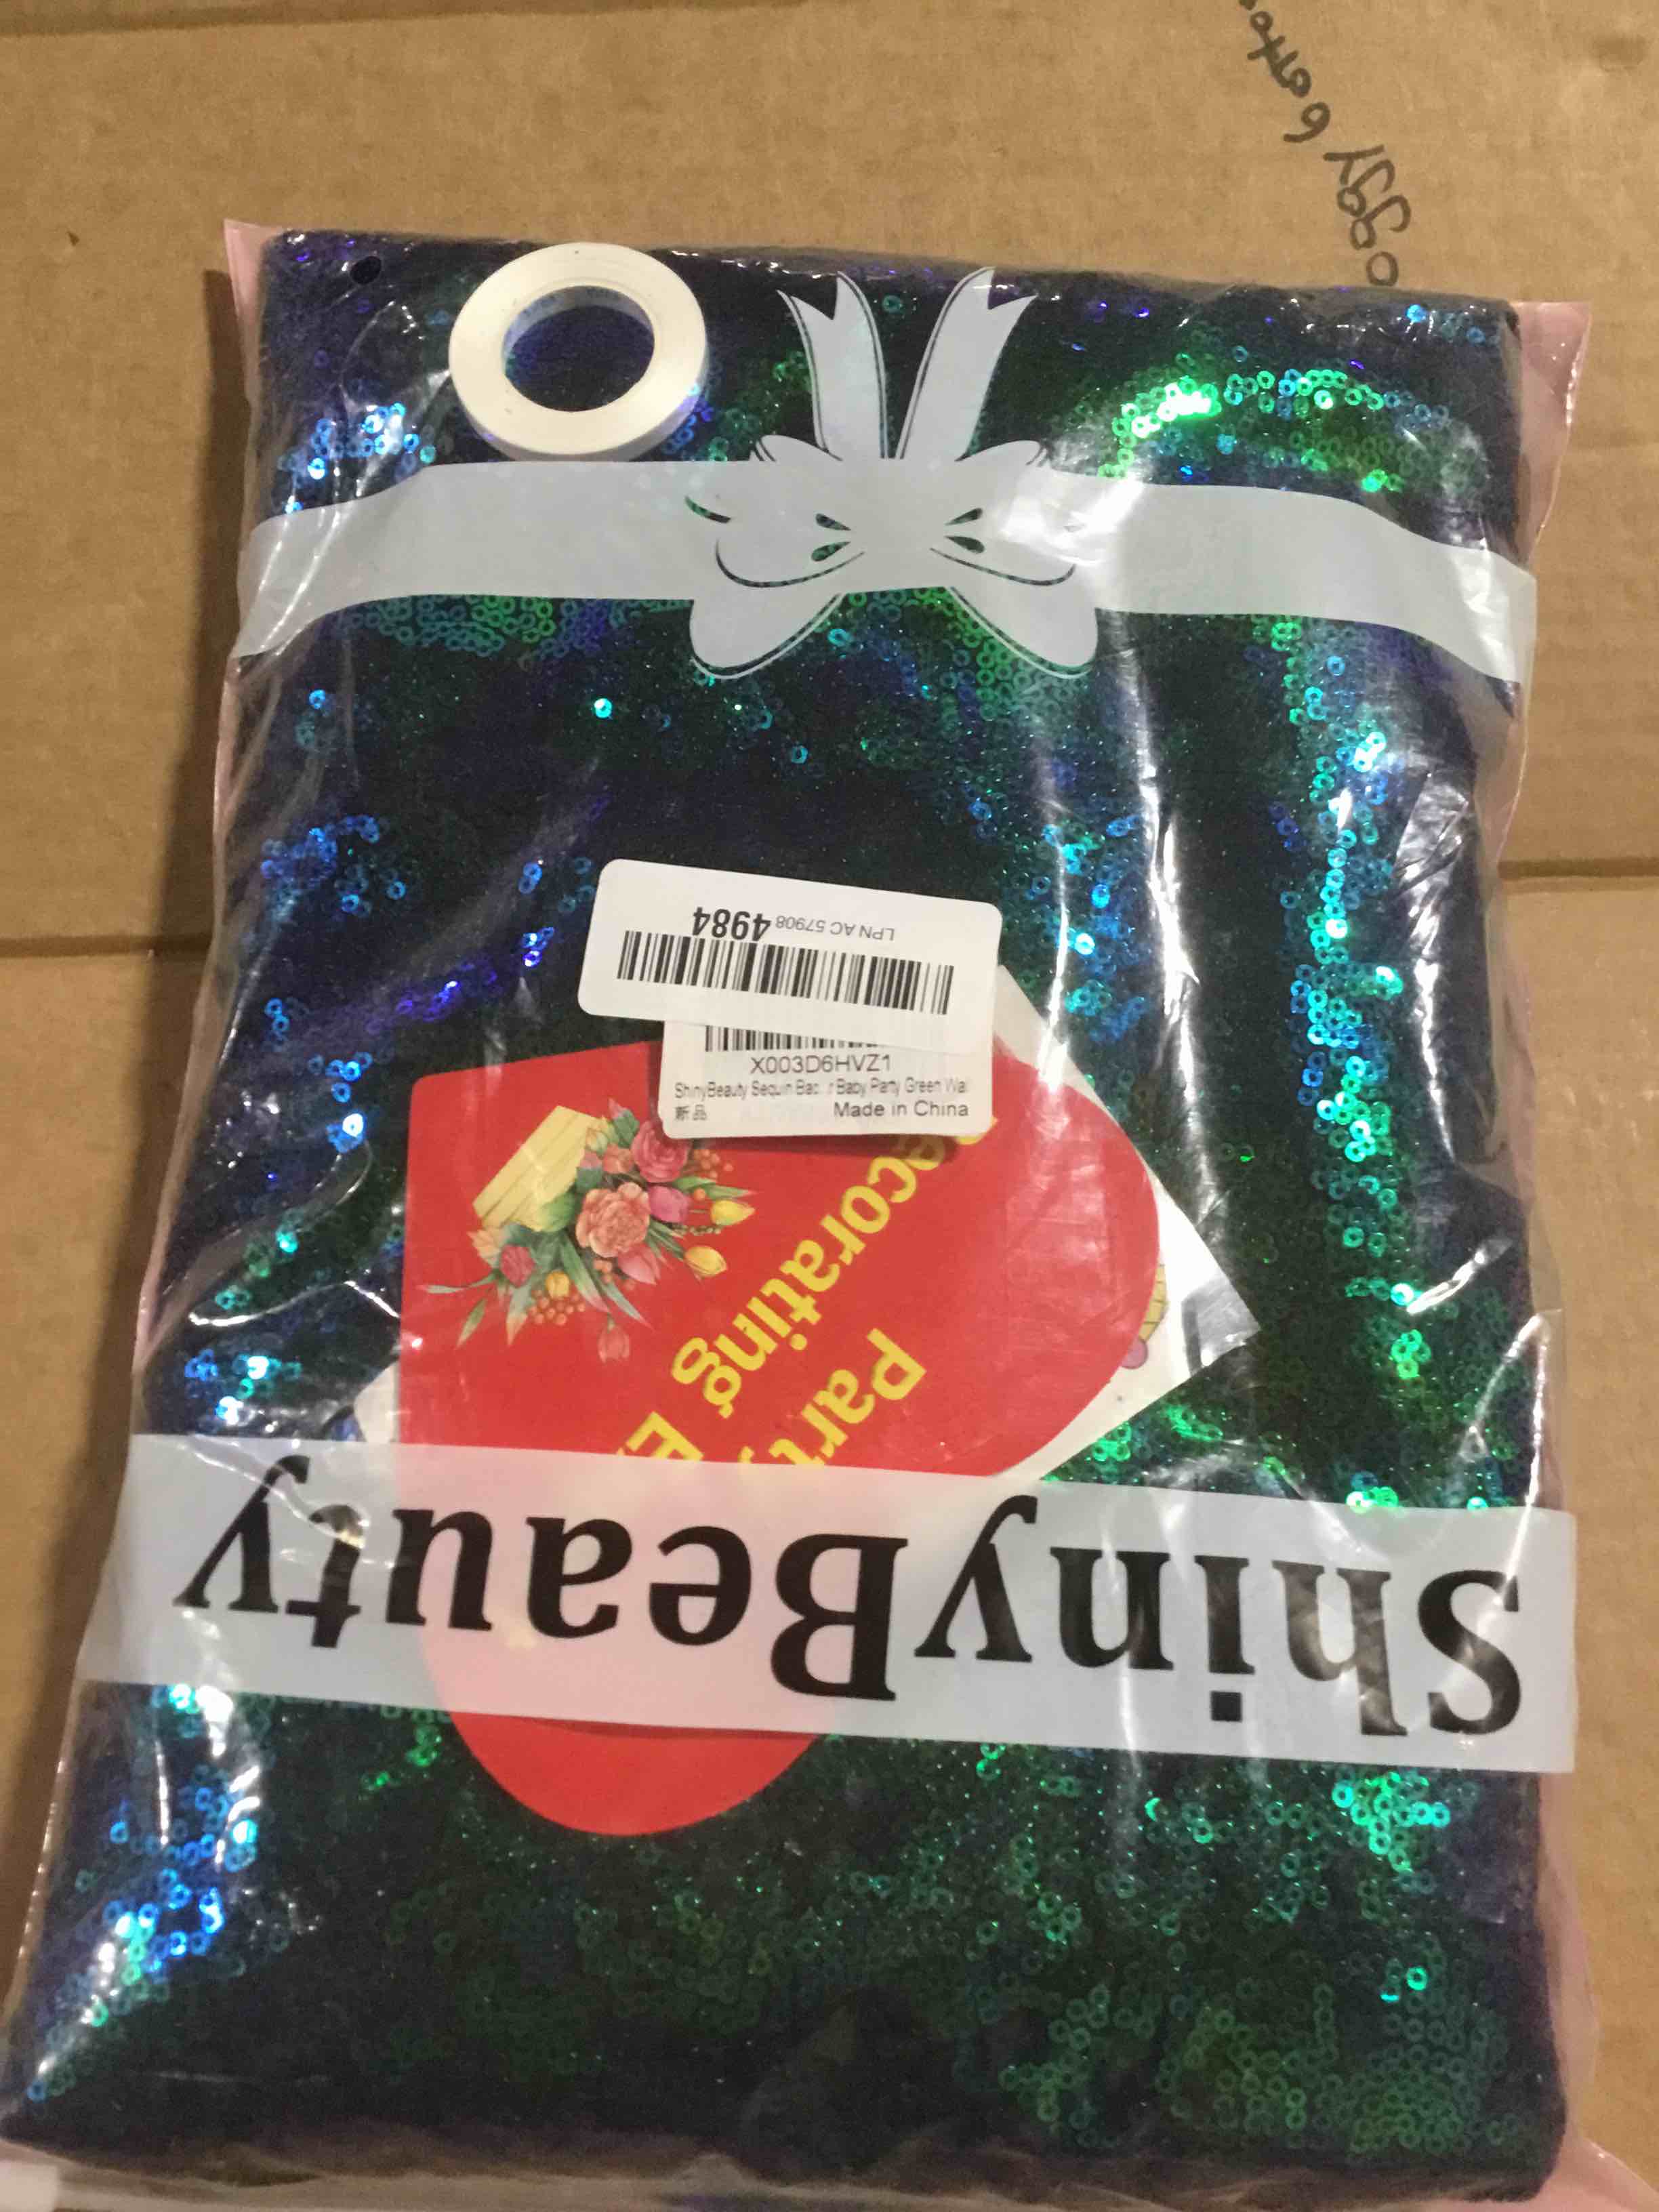 LPN AC 57908 4984
X003D6HVZ1
ShinyBeauty Sequin Bac r Baby Party Green Wal
新品 Made in China
Party
Decorating
ShinyBeauty